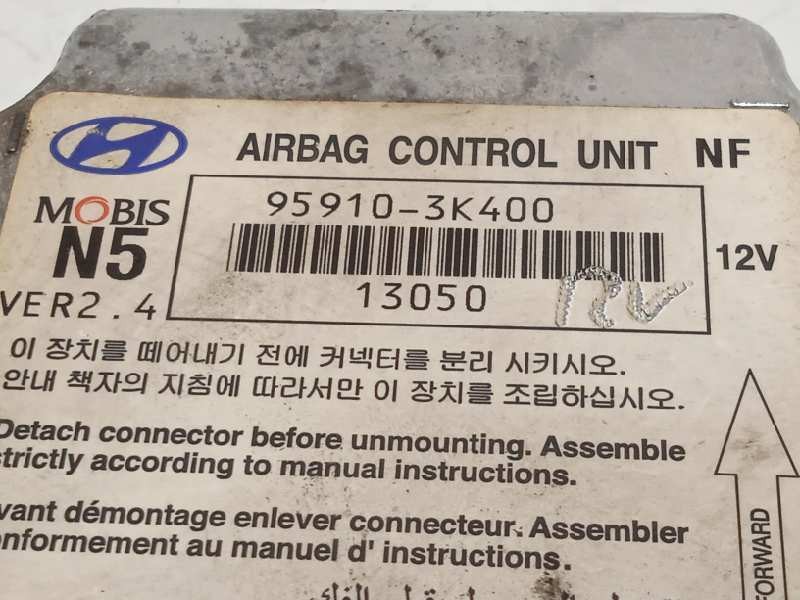 AIRBAG CONTROL UNIT NF
MOBIS
N5
VER2.4
95910-3K400
13050
12V
이 장치를 떼어내기 전에 커넥터를 분리 시키시오.
안내 책자의 지침에 따라서만 이 장치를 조립하십시오.
Detach connector before unmounting. Assemble
strictly according to manual instructions.
avant démontage enlever connecteur. Assembler
conformement au manuel d' instructions.
FORWARD